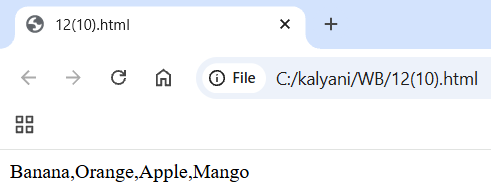 12(10).html
File C:/kalyani/WB/12(10).html
Banana,Orange,Apple,Mango